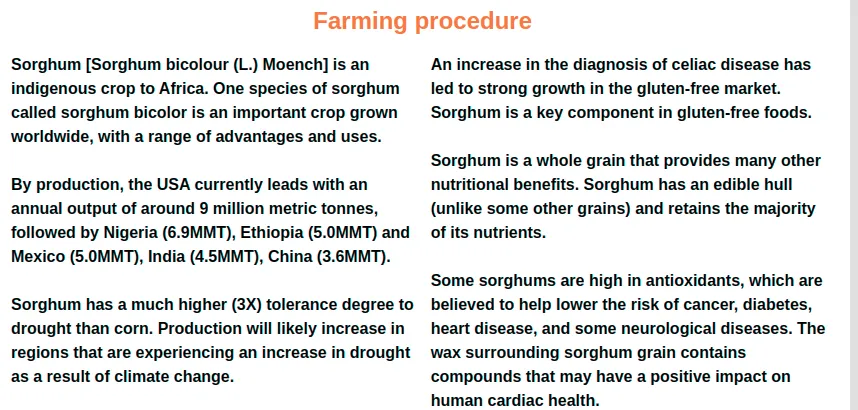 Farming procedure
Sorghum [Sorghum bicolour (L.) Moench] is an
indigenous crop to Africa. One species of sorghum
called sorghum bicolor is an important crop grown
worldwide, with a range of advantages and uses.
By production, the USA currently leads with an
annual output of around 9 million metric tonnes,
followed by Nigeria (6.9MMT), Ethiopia (5.0MMT) and
Mexico (5.0MMT), India (4.5MMT), China (3.6MMT).
Sorghum has a much higher (3X) tolerance degree to
drought than corn. Production will likely increase in
regions that are experiencing an increase in drought
as a result of climate change.
An increase in the diagnosis of celiac disease has
led to strong growth in the gluten-free market.
Sorghum is a key component in gluten-free foods.
Sorghum is a whole grain that provides many other
nutritional benefits. Sorghum has an edible hull
(unlike some other grains) and retains the majority
of its nutrients.
Some sorghums are high in antioxidants, which are
believed to help lower the risk of cancer, diabetes,
heart disease, and some neurological diseases. The
wax surrounding sorghum grain contains
compounds that may have a positive impact on
human cardiac health.